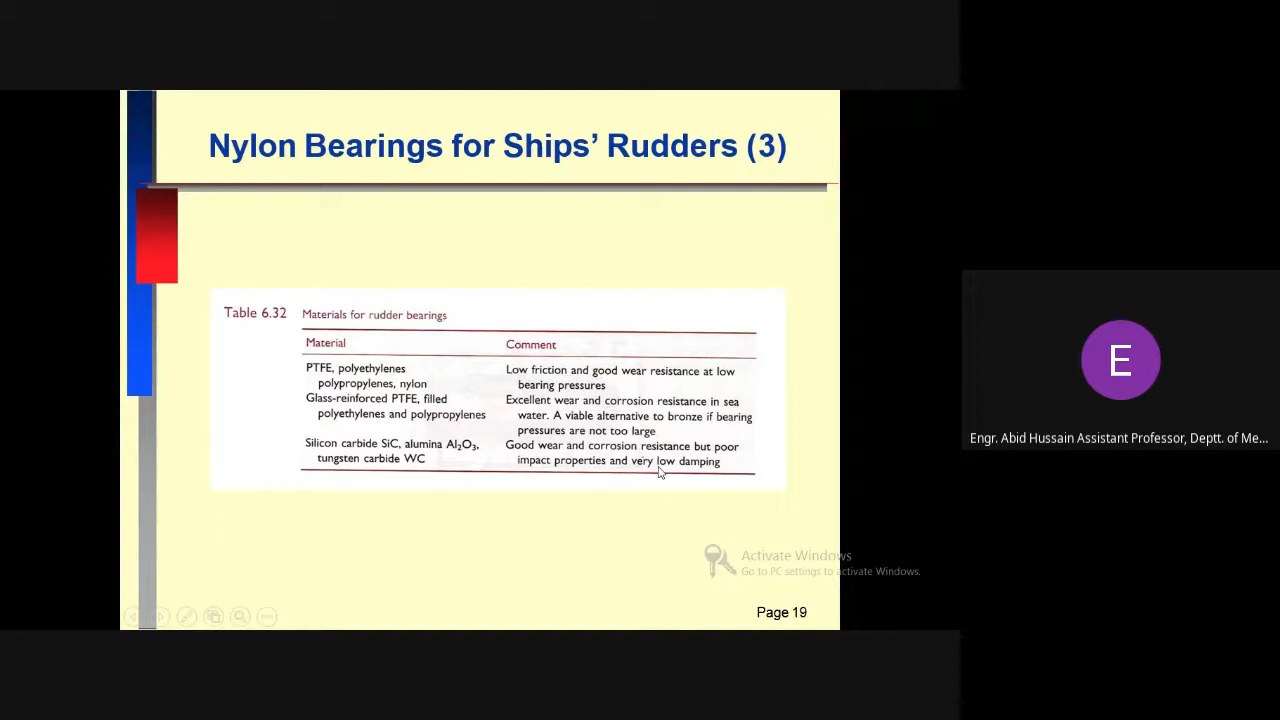 Nylon Bearings for Ships’ Rudders (3)
Table 6.32 Materials for rudder bearings
Material Comment
PTFE, polyethylenes Low friction and good wear resistance at low
polypropylenes, nylon bearing pressures
Glass-reinforced PTFE, filled Excellent wear and corrosion resistance in sea
polyethylenes and polypropylenes water. A viable alternative to bronze if bearing
pressures are not too large
Silicon carbide SiC, alumina Al₂O₃, Good wear and corrosion resistance but poor
tungsten carbide WC impact properties and very low damping
Activate Windows
Go to PC settings to activate Windows.
Page 19
E
Engr. Abid Hussain Assistant Professor, Deptt. of Me...